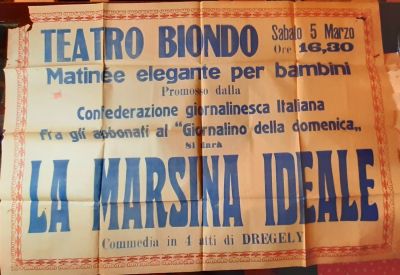 TEATRO BIONDO Sabato 5 Marzo
Ore 16,30
Matinée elegante per bambini
Promosso dalla
Confederazione giornalinesca Italiana
Fra gli abbonati al "Giornalino della domenica„
Si darà
LA MARSINA IDEALE
Commedia in 4 atti di DREGELY